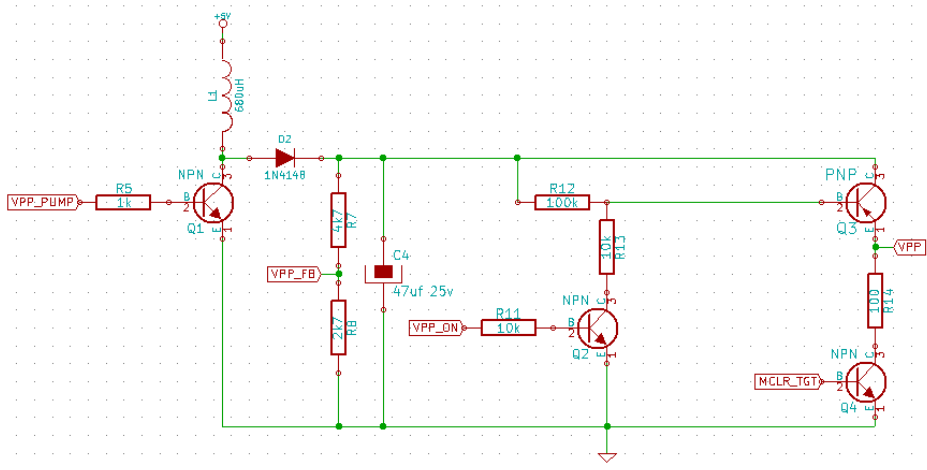 +5V
L1
680uH
D2
1N4148
NPN
C
3
VPP_PUMP
R5
1k
B
2
Q1
E
1
4k7
R7
VPP_FB
2k7
R8
C4
47uf 25v
R12
100k
10k
R13
VPP_ON
R11
10k
NPN
C
3
B
2
Q2
E
1
PNP
C
3
B
2
Q3
E
1
VPP
100
R14
NPN
C
3
MCLR_TGT
B
2
Q4
E
1